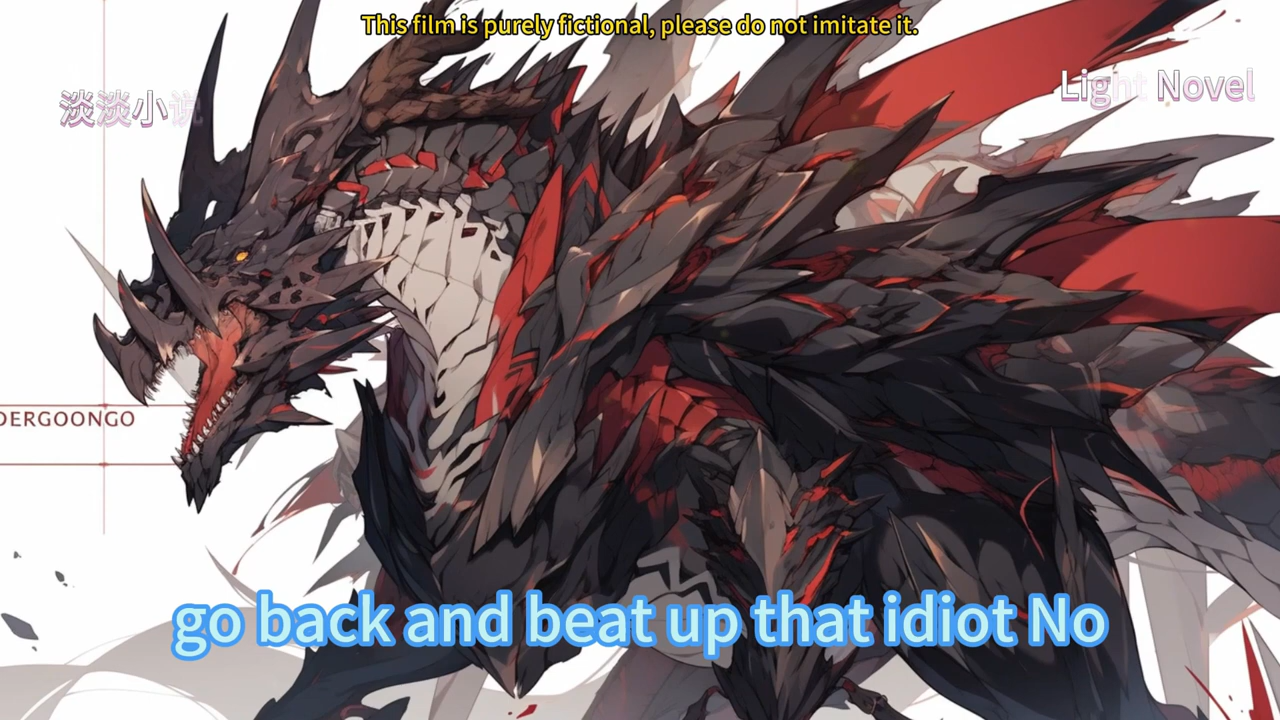 This film is purely fictional, please do not imitate it.
淡淡小说
Light Novel
DERGOONGO
go back and beat up that idiot No